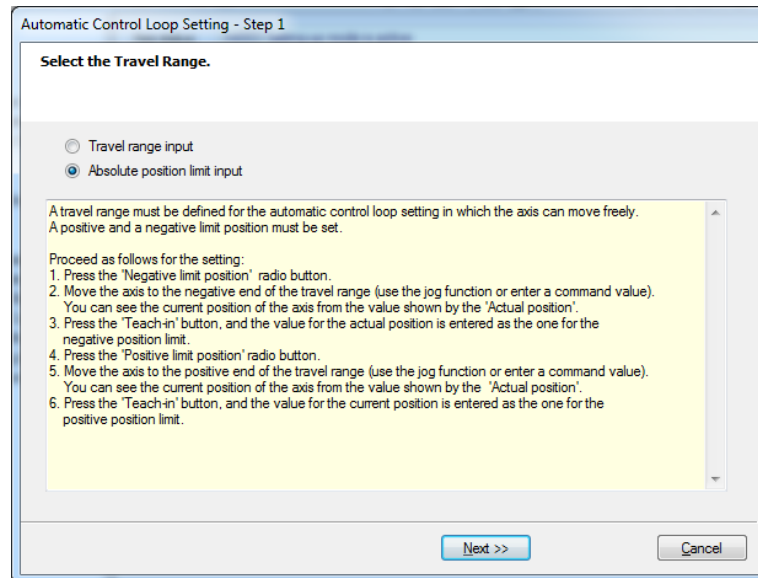 Automatic Control Loop Setting - Step 1
Select the Travel Range.
Travel range input
Absolute position limit input
A travel range must be defined for the automatic control loop setting in which the axis can move freely.
A positive and a negative limit position must be set.
Proceed as follows for the setting:
1. Press the 'Negative limit position' radio button.
2. Move the axis to the negative end of the travel range (use the jog function or enter a command value).
You can see the current position of the axis from the value shown by the 'Actual position'.
3. Press the 'Teach-in' button, and the value for the actual position is entered as the one for the
negative position limit.
4. Press the 'Positive limit position' radio button.
5. Move the axis to the positive end of the travel range (use the jog function or enter a command value).
You can see the current position of the axis from the value shown by the 'Actual position'.
6. Press the 'Teach-in' button, and the value for the current position is entered as the one for the
positive position limit.
Next >>
Cancel